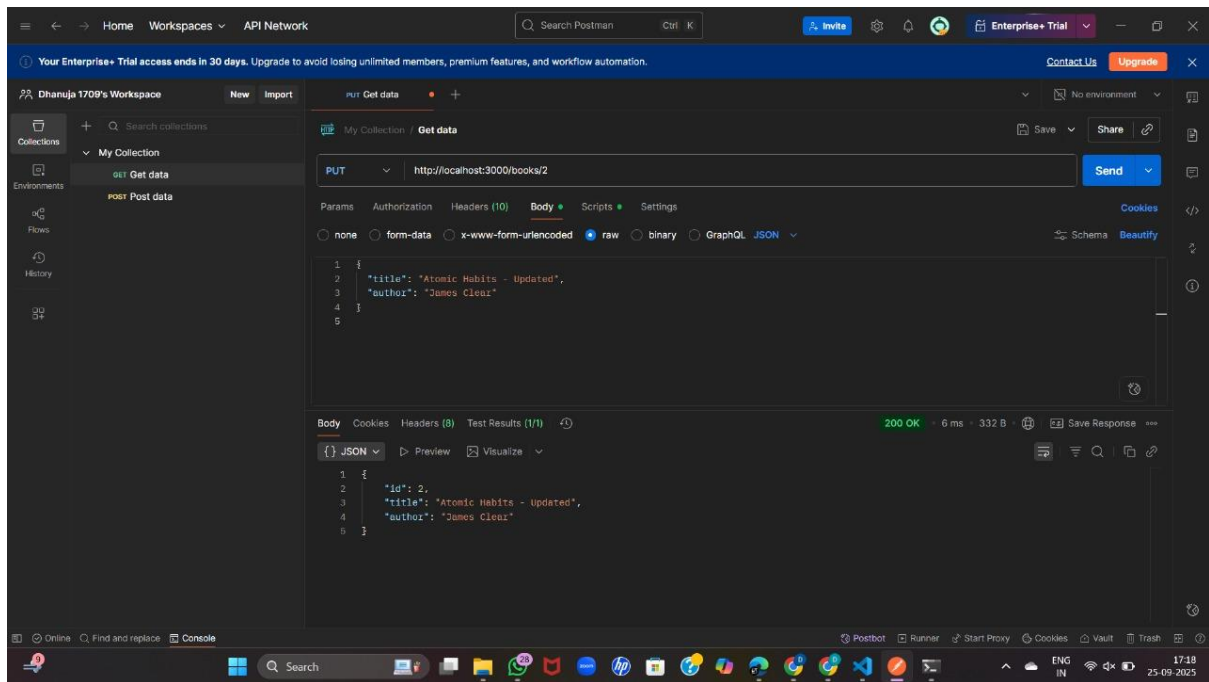 Home Workspaces API Network Search Postman Ctrl K Invite Enterprise+ Trial
Your Enterprise+ Trial access ends in 30 days. Upgrade to avoid losing unlimited members, premium features, and workflow automation. Contact Us Upgrade
Dhanuja 1709's Workspace New Import PUT Get data No environment
Collections
Environments
Flows
History
Search collections
My Collection
GET Get data
POST Post data
HTTP My Collection / Get data Save Share
PUT http://localhost:3000/books/2 Send
Params Authorization Headers (10) Body Scripts Settings Cookies
none form-data x-www-form-urlencoded raw binary GraphQL JSON Schema Beautify
1 {
2 "title": "Atomic Habits - Updated",
3 "author": "James Clear"
4 }
5
Body Cookies Headers (8) Test Results (1/1) 200 OK 6 ms 332 B Save Response
{} JSON Preview Visualize
1 {
2 "id": 2,
3 "title": "Atomic Habits - Updated",
4 "author": "James Clear"
5 }
Online Find and replace Console Postbot Runner Start Proxy Cookies Vault Trash
Search ENG 17:18
IN 25-09-2025